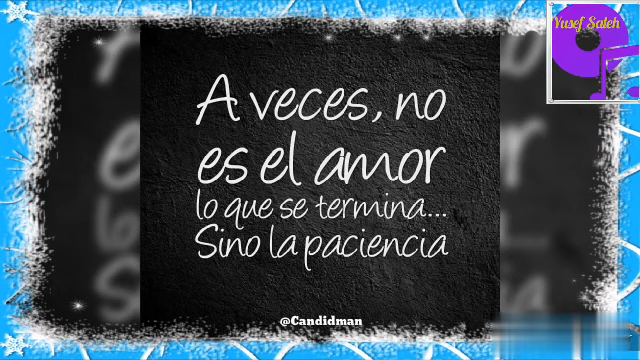 Yusef Saleh
A veces, no
es el amor
lo que se termina...
Sino la paciencia
@Candidman